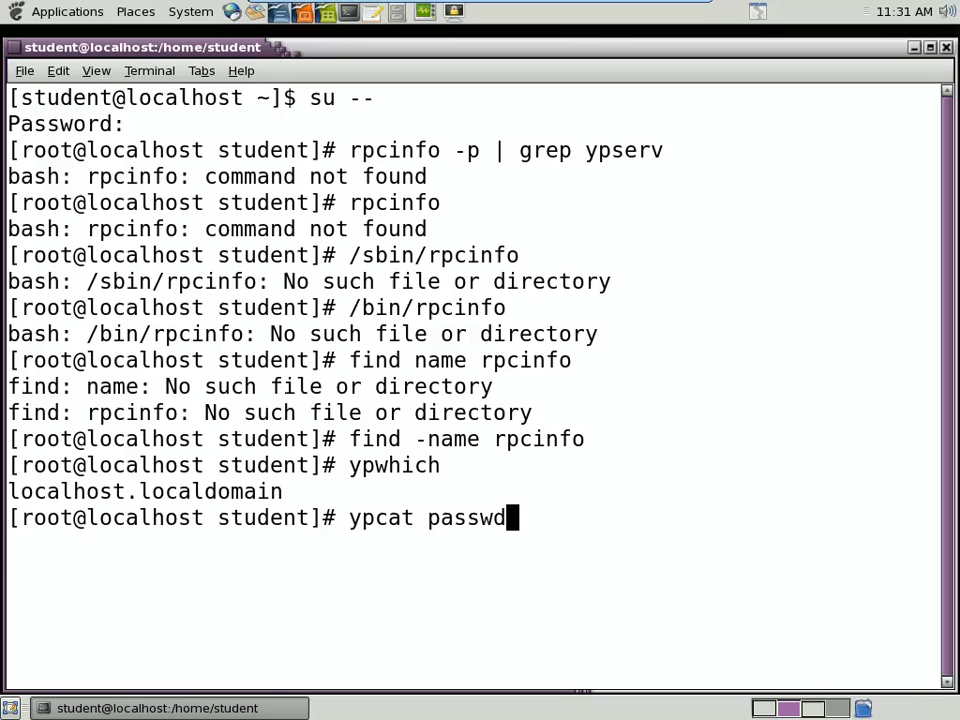 Applications Places System 11:31 AM
student@localhost:/home/student
File Edit View Terminal Tabs Help
[student@localhost ~]$ su --
Password:
[root@localhost student]# rpcinfo -p | grep ypserv
bash: rpcinfo: command not found
[root@localhost student]# rpcinfo
bash: rpcinfo: command not found
[root@localhost student]# /sbin/rpcinfo
bash: /sbin/rpcinfo: No such file or directory
[root@localhost student]# /bin/rpcinfo
bash: /bin/rpcinfo: No such file or directory
[root@localhost student]# find name rpcinfo
find: name: No such file or directory
find: rpcinfo: No such file or directory
[root@localhost student]# find -name rpcinfo
[root@localhost student]# ypwhich
localhost.localdomain
[root@localhost student]# ypcat passwd
student@localhost:/home/student